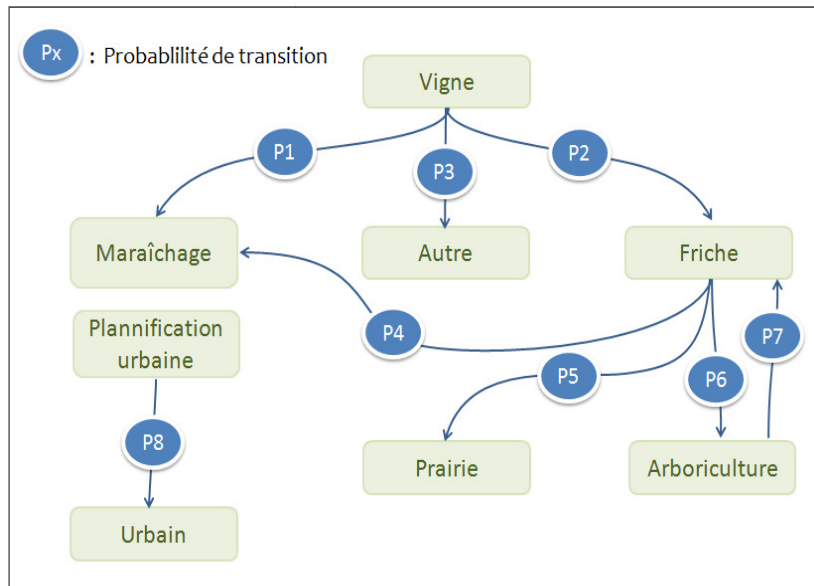 Px : Probablilité de transition
Vigne
P1
P3
P2
Maraîchage
Autre
Friche
Plannification
urbaine
P4
P5
P6
P7
P8
Prairie
Arboriculture
Urbain